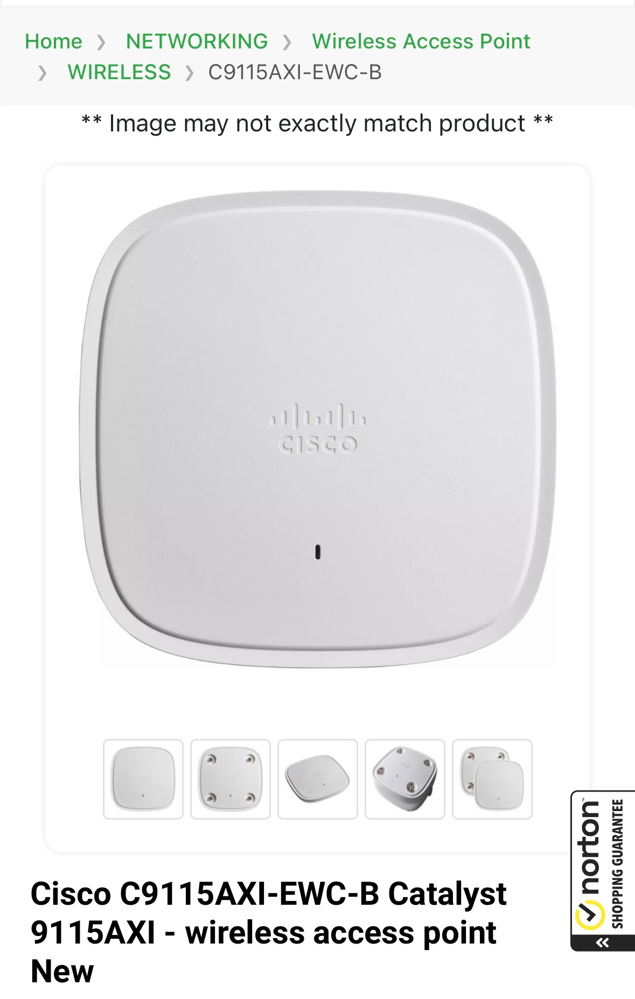 Home ❯ NETWORKING ❯ Wireless Access Point
❯ WIRELESS ❯ C9115AXI-EWC-B
** Image may not exactly match product **
CISCO
Cisco C9115AXI-EWC-B Catalyst
9115AXI - wireless access point
New
norton™
SHOPPING GUARANTEE
«